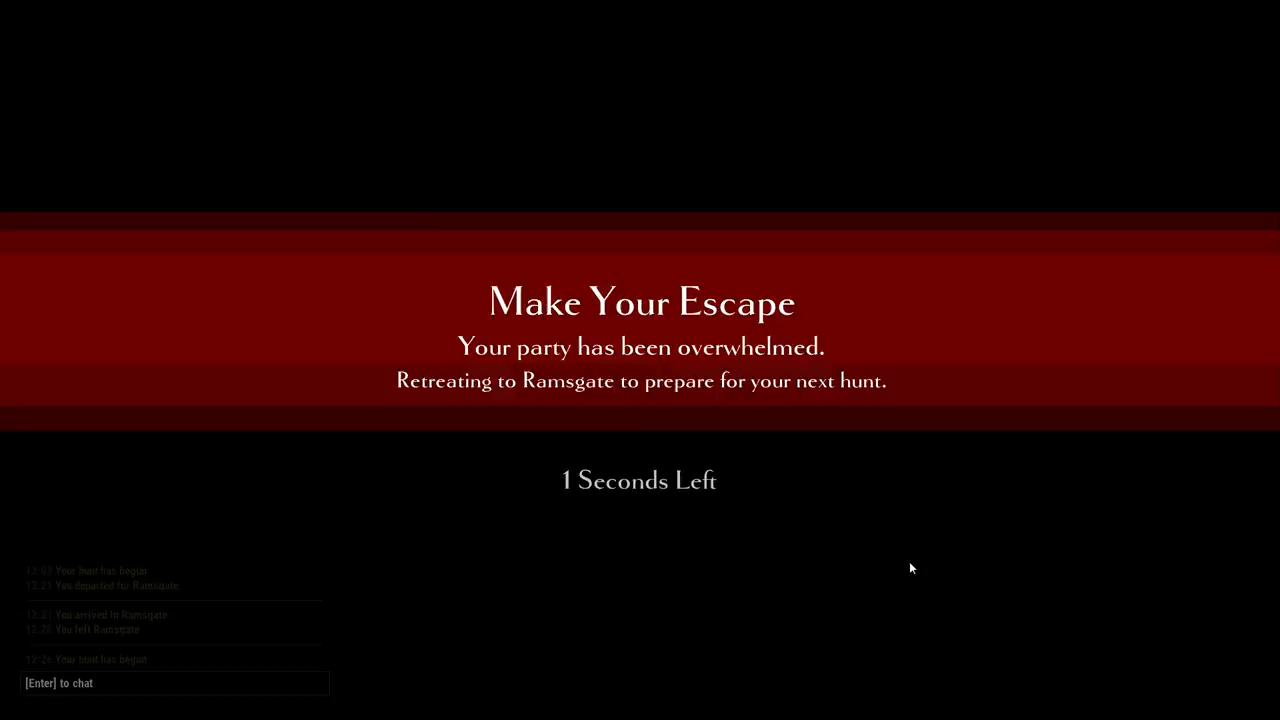 Make Your Escape
Your party has been overwhelmed.
Retreating to Ramsgate to prepare for your next hunt.
1 Seconds Left
Your hunt has begun
You departed for Ramsgate
You arrived in Ramsgate
You left Ramsgate
Your hunt has begun
[Enter] to chat